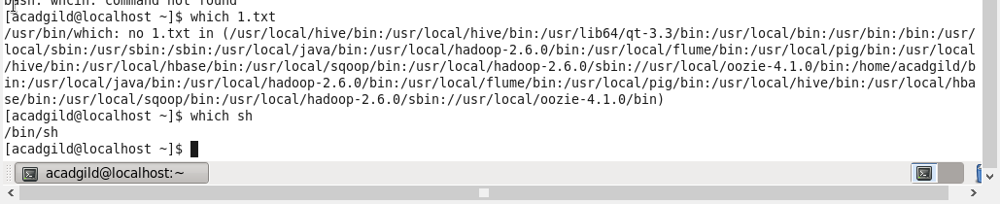 bash: whcih: command not found
[acadgild@localhost ~]$ which 1.txt
/usr/bin/which: no 1.txt in (/usr/local/hive/bin:/usr/local/hive/bin:/usr/lib64/qt-3.3/bin:/usr/local/bin:/usr/bin:/bin:/usr/
local/sbin:/usr/sbin:/sbin:/usr/local/java/bin:/usr/local/hadoop-2.6.0/bin:/usr/local/flume/bin:/usr/local/pig/bin:/usr/local
/hive/bin:/usr/local/hbase/bin:/usr/local/sqoop/bin:/usr/local/hadoop-2.6.0/sbin://usr/local/oozie-4.1.0/bin:/home/acadgild/b
in:/usr/local/java/bin:/usr/local/hadoop-2.6.0/bin:/usr/local/flume/bin:/usr/local/pig/bin:/usr/local/hive/bin:/usr/local/hba
se/bin:/usr/local/sqoop/bin:/usr/local/hadoop-2.6.0/sbin://usr/local/oozie-4.1.0/bin)
[acadgild@localhost ~]$ which sh
/bin/sh
[acadgild@localhost ~]$
acadgild@localhost:~